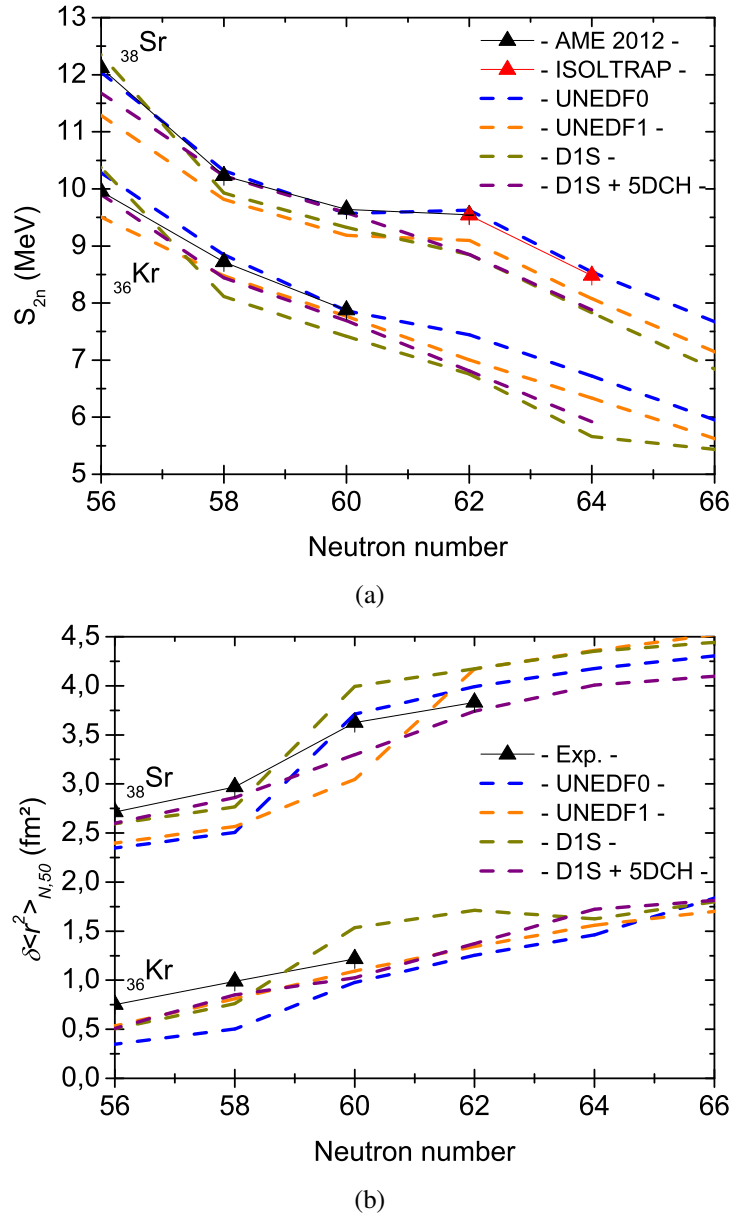 13
12
11
10
9
8
7
6
5
S2n (MeV)
38Sr
36Kr
- AME 2012 -
- ISOLTRAP -
- UNEDF0
- UNEDF1 -
- D1S -
- D1S + 5DCH -
56 58 60 62 64 66
Neutron number
(a)
4,5
4,0
3,5
3,0
2,5
2,0
1,5
1,0
0,5
0,0
δ<r²>N,50 (fm²)
38Sr
36Kr
- Exp. -
- UNEDF0 -
- UNEDF1 -
- D1S -
- D1S + 5DCH -
56 58 60 62 64 66
Neutron number
(b)